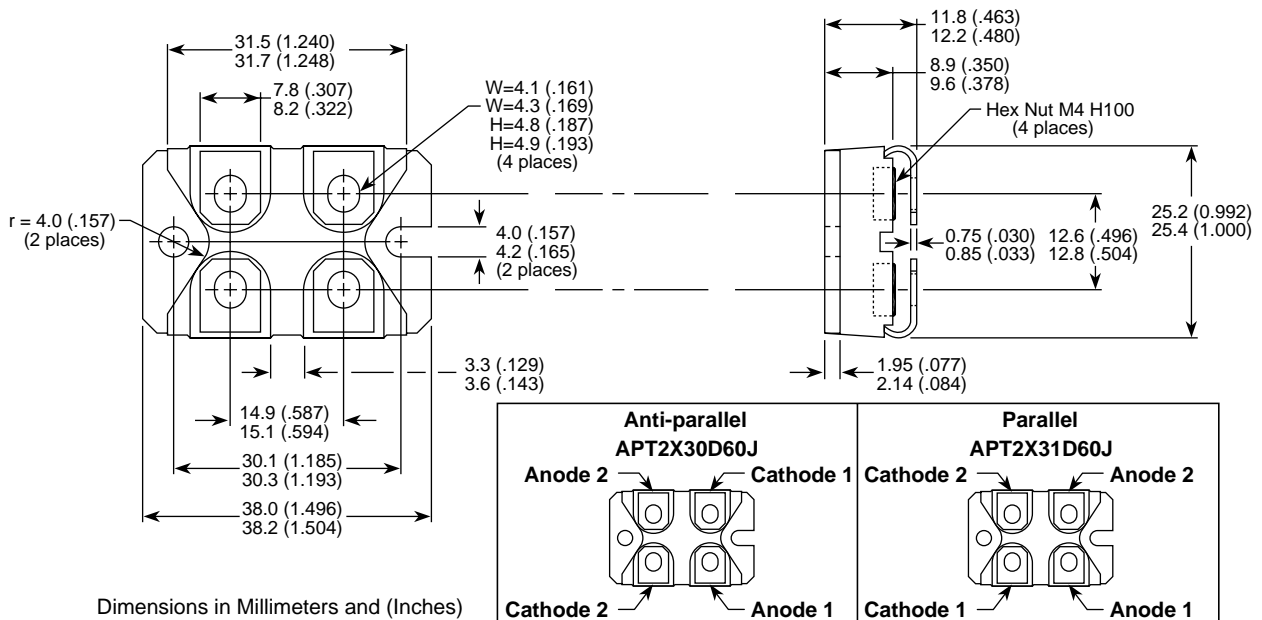 31.5 (1.240)
31.7 (1.248)
7.8 (.307)
8.2 (.322)
W=4.1 (.161)
W=4.3 (.169)
H=4.8 (.187)
H=4.9 (.193)
(4 places)
r = 4.0 (.157)
(2 places)
4.0 (.157)
4.2 (.165)
(2 places)
3.3 (.129)
3.6 (.143)
14.9 (.587)
15.1 (.594)
30.1 (1.185)
30.3 (1.193)
38.0 (1.496)
38.2 (1.504)
11.8 (.463)
12.2 (.480)
8.9 (.350)
9.6 (.378)
Hex Nut M4 H100
(4 places)
0.75 (.030)
0.85 (.033)
12.6 (.496)
12.8 (.504)
25.2 (0.992)
25.4 (1.000)
1.95 (.077)
2.14 (.084)
Dimensions in Millimeters and (Inches)
Anti-parallel
APT2X30D60J
Anode 2
Cathode 1
Cathode 2
Anode 1
Parallel
APT2X31D60J
Cathode 2
Anode 2
Cathode 1
Anode 1